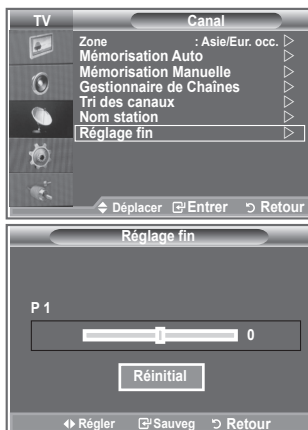 TV Canal
Zone : Asie/Eur. occ.
Mémorisation Auto
Mémorisation Manuelle
Gestionnaire de Chaînes
Tri des canaux
Nom station
Réglage fin
Déplacer Entrer Retour
Réglage fin
P 1
0
Réinitial
Régler Sauveg Retour